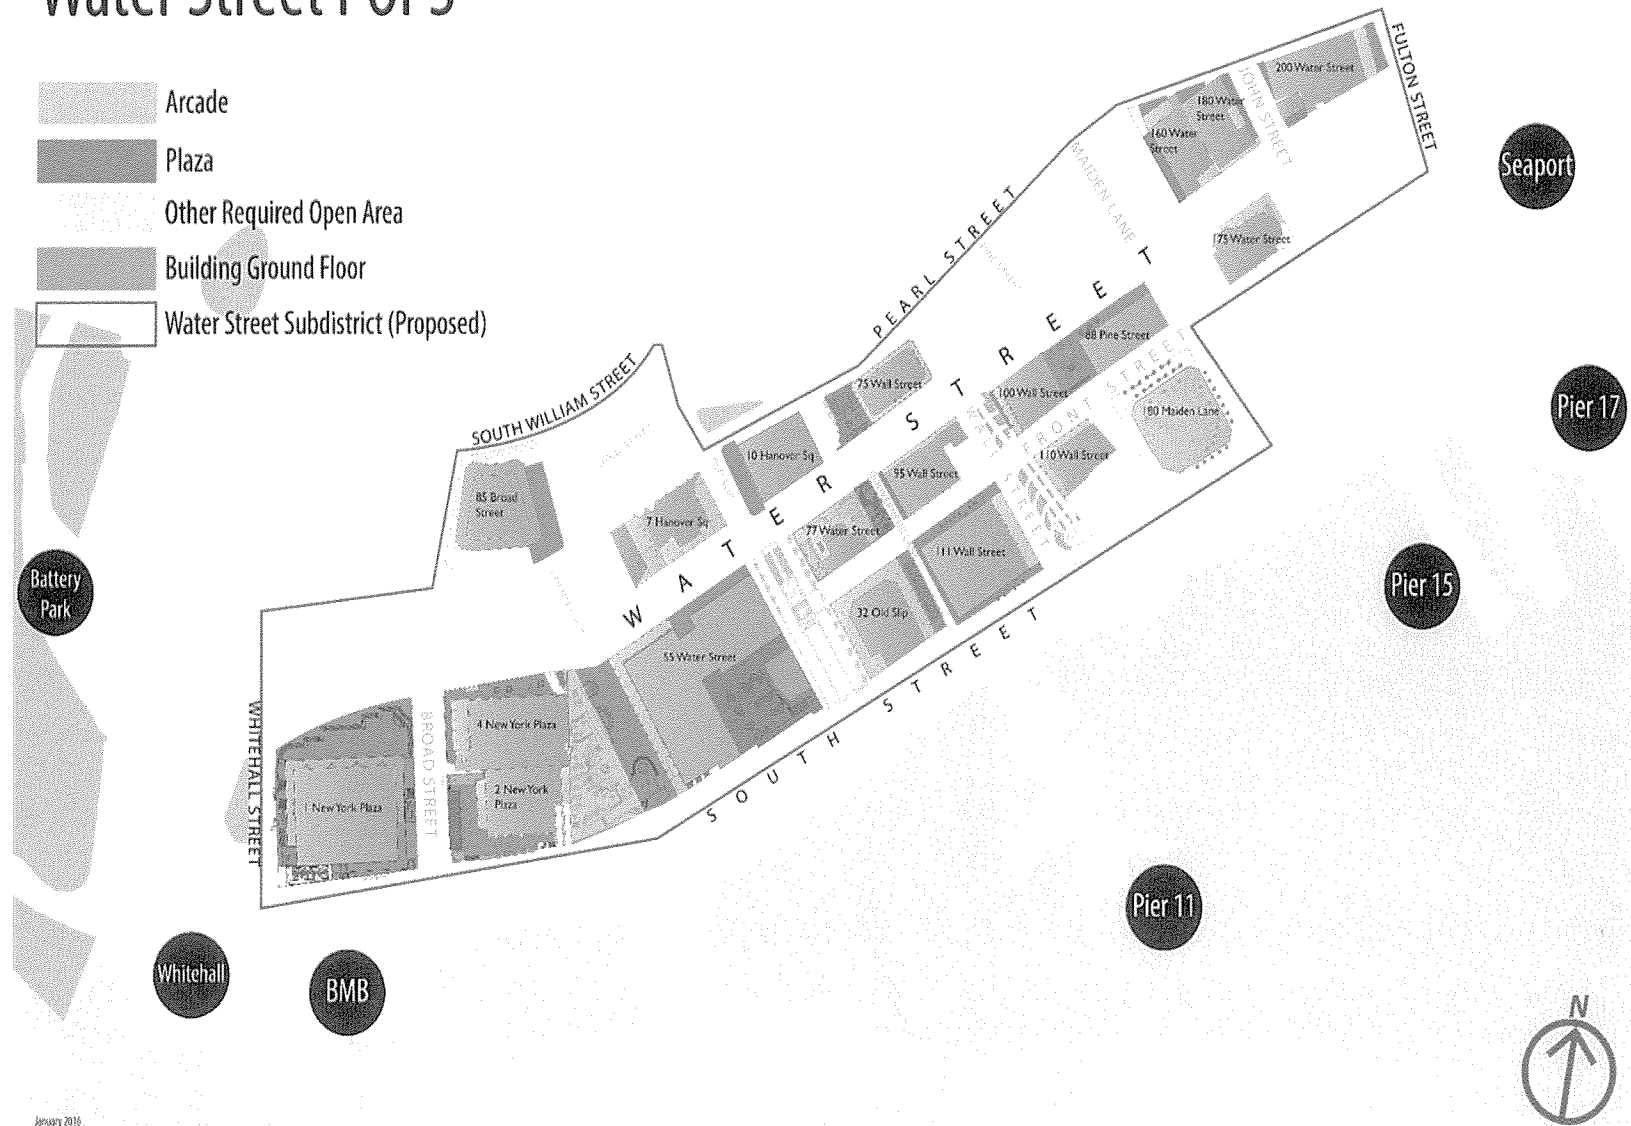 Water Street POPS
Arcade
Plaza
Other Required Open Area
Building Ground Floor
Water Street Subdistrict (Proposed)
FULTON STREET
200 Water Street
JOHN STREET
180 Water
Street
160 Water
Street
MAIDEN LANE
Seaport
175 Water Street
PEARL STREET
88 Pine Street
75 Wall Street
100 Wall Street
FRONT STREET
180 Maiden Lane
Pier 17
SOUTH WILLIAM STREET
10 Hanover Sq
95 Wall Street
110 Wall Street
WALL STREET
85 Broad
Street
7 Hanover Sq
77 Water Street
111 Wall Street
WATER STREET
32 Old Slip
55 Water Street
Battery
Park
Pier 15
SOUTH STREET
WHITEHALL STREET
BROAD STREET
4 New York Plaza
2 New York
Plaza
1 New York Plaza
Pier 11
Whitehall
BMB
N
January 2016